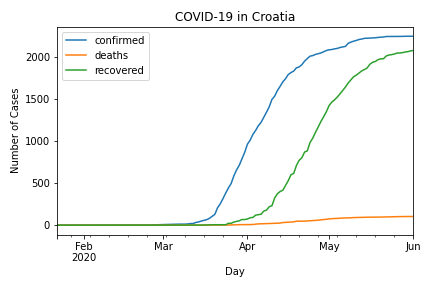 COVID-19 in Croatia
confirmed
deaths
recovered
Number of Cases
2000
1500
1000
500
0
Feb
2020
Mar
Apr
May
Jun
Day